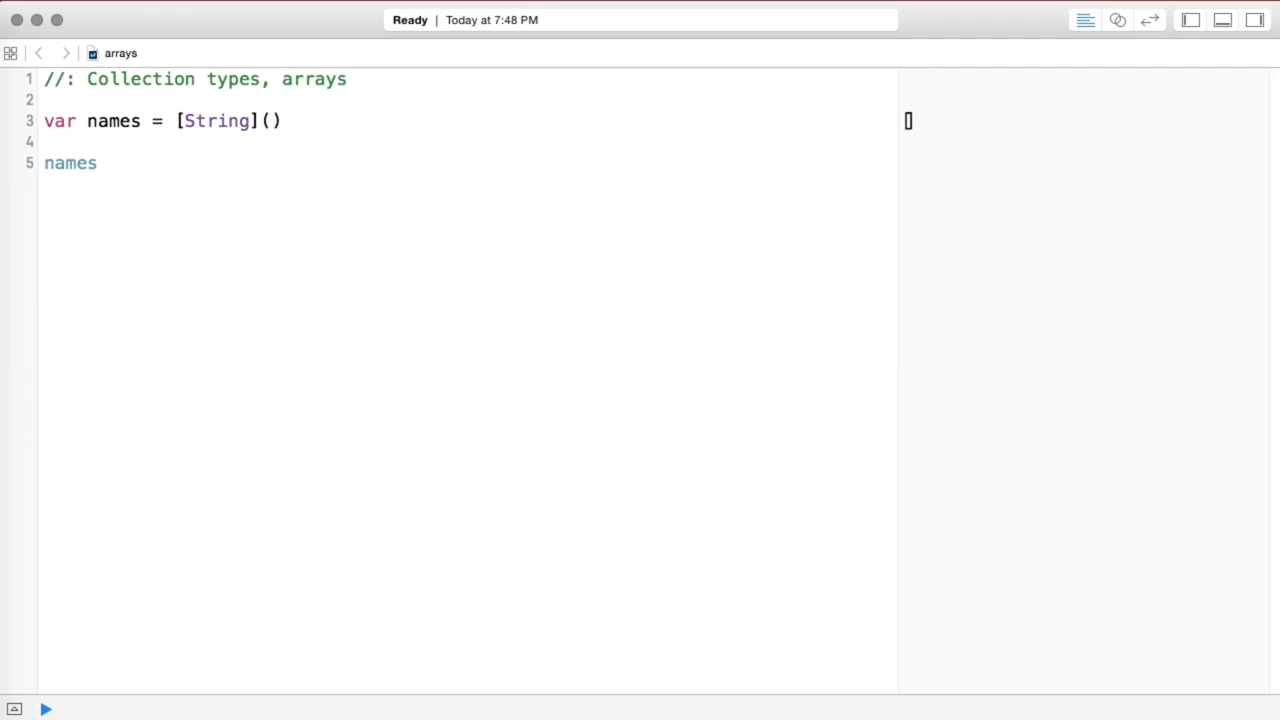 Ready | Today at 7:48 PM
arrays
1 //: Collection types, arrays
2
3 var names = [String]() []
4
5 names